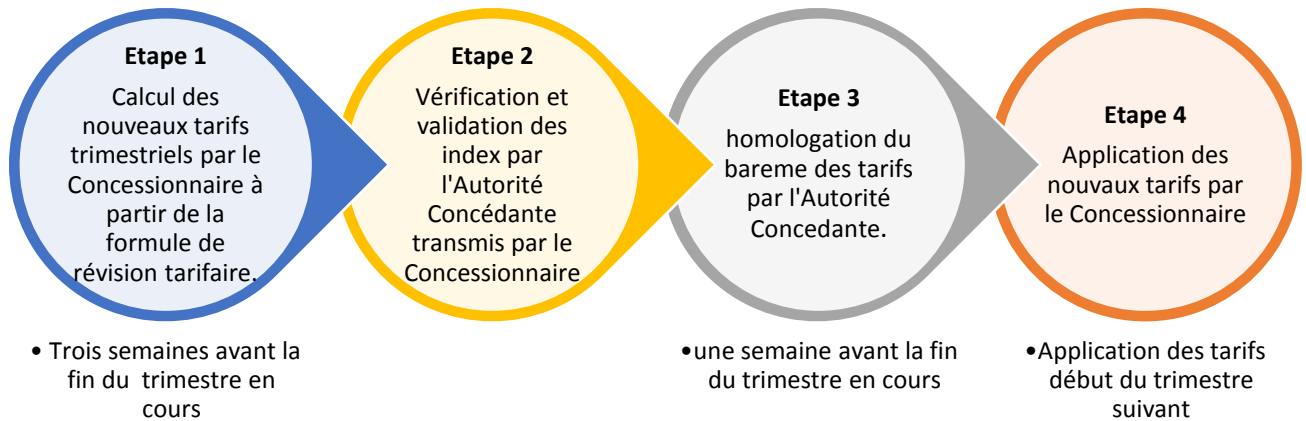 Etape 1
Calcul des
nouveaux tarifs
trimestriels par le
Concessionnaire à
partir de la
formule de
révision tarifaire.
• Trois semaines avant la
fin du trimestre en
cours
Etape 2
Vérification et
validation des
index par
l'Autorité
Concédante
transmis par le
Concessionnaire
Etape 3
homologation du
bareme des tarifs
par l'Autorité
Concedante.
•une semaine avant la fin
du trimestre en cours
Etape 4
Application des
nouvaux tarifs par
le Concessionnaire
•Application des tarifs
début du trimestre
suivant